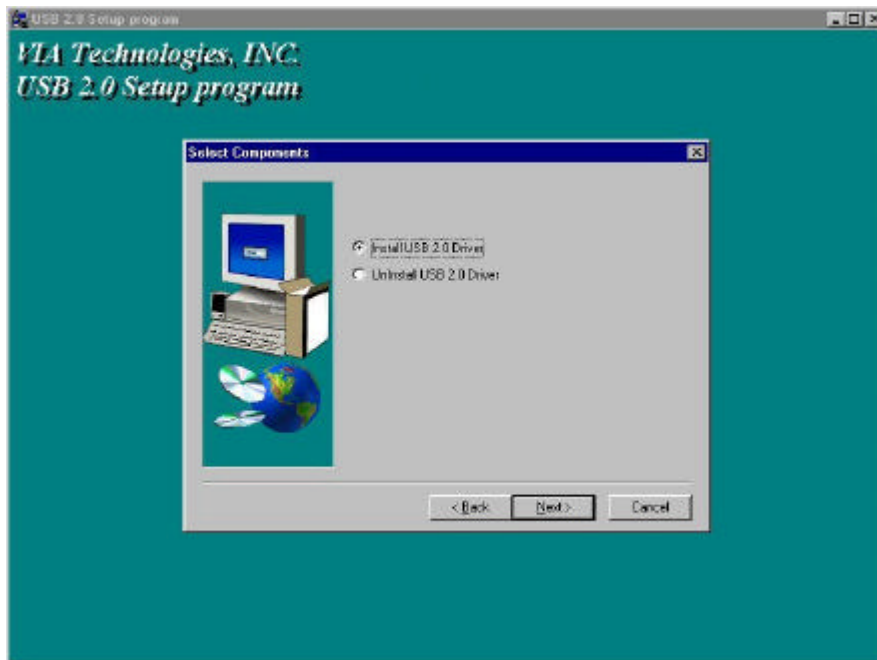 USB 2.0 Setup program
VIA Technologies, INC.
USB 2.0 Setup program
Select Components
Install USB 2.0 Driver
UnInstall USB 2.0 Driver
< Back
Next >
Cancel